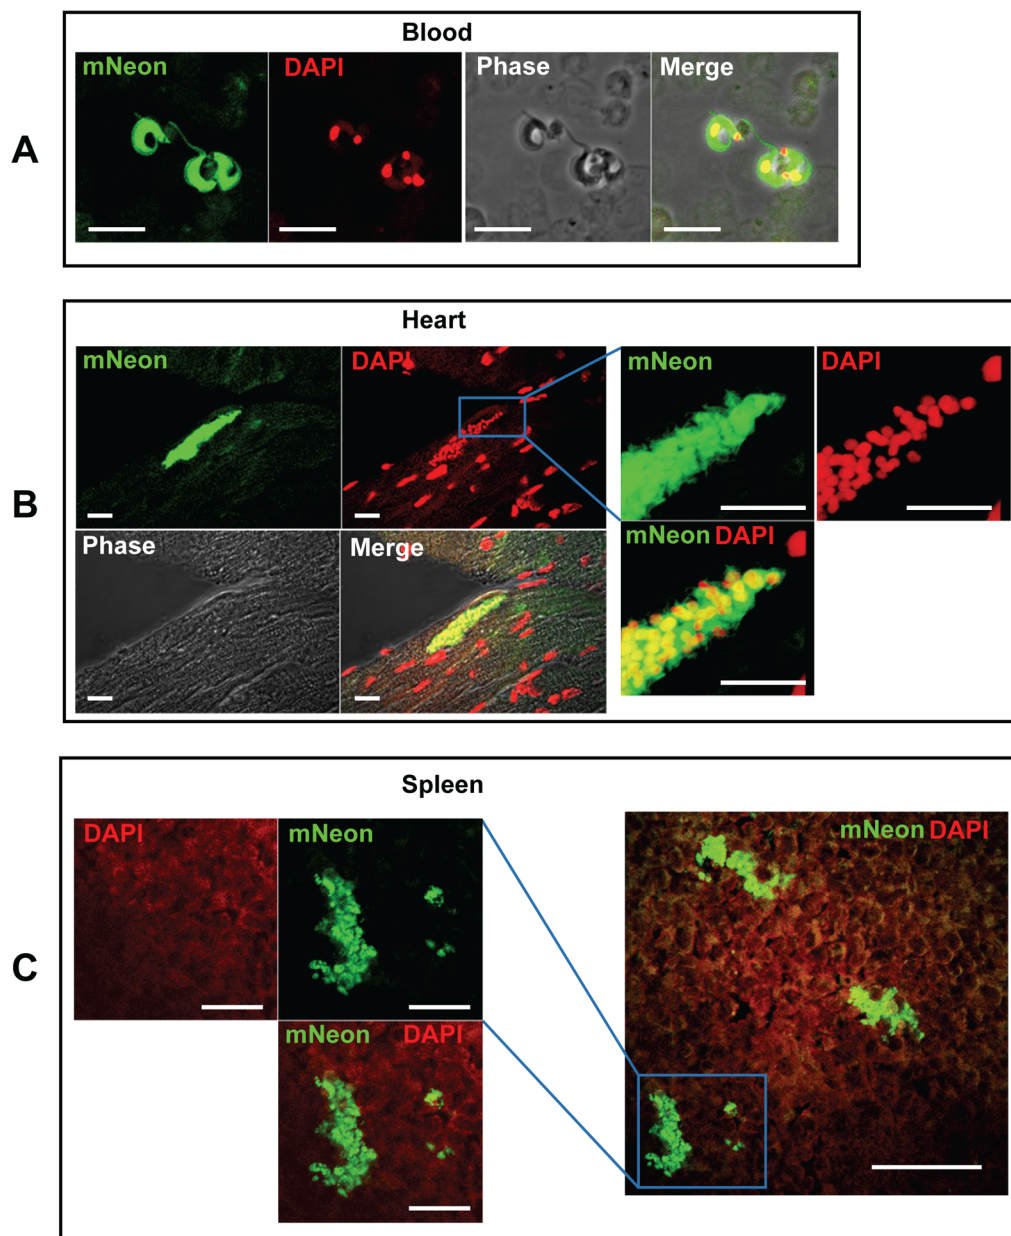 Blood
A
mNeon
DAPI
Phase
Merge
Heart
B
mNeon
DAPI
mNeon
DAPI
Phase
Merge
mNeon DAPI
Spleen
C
DAPI
mNeon
mNeon DAPI
mNeon DAPI